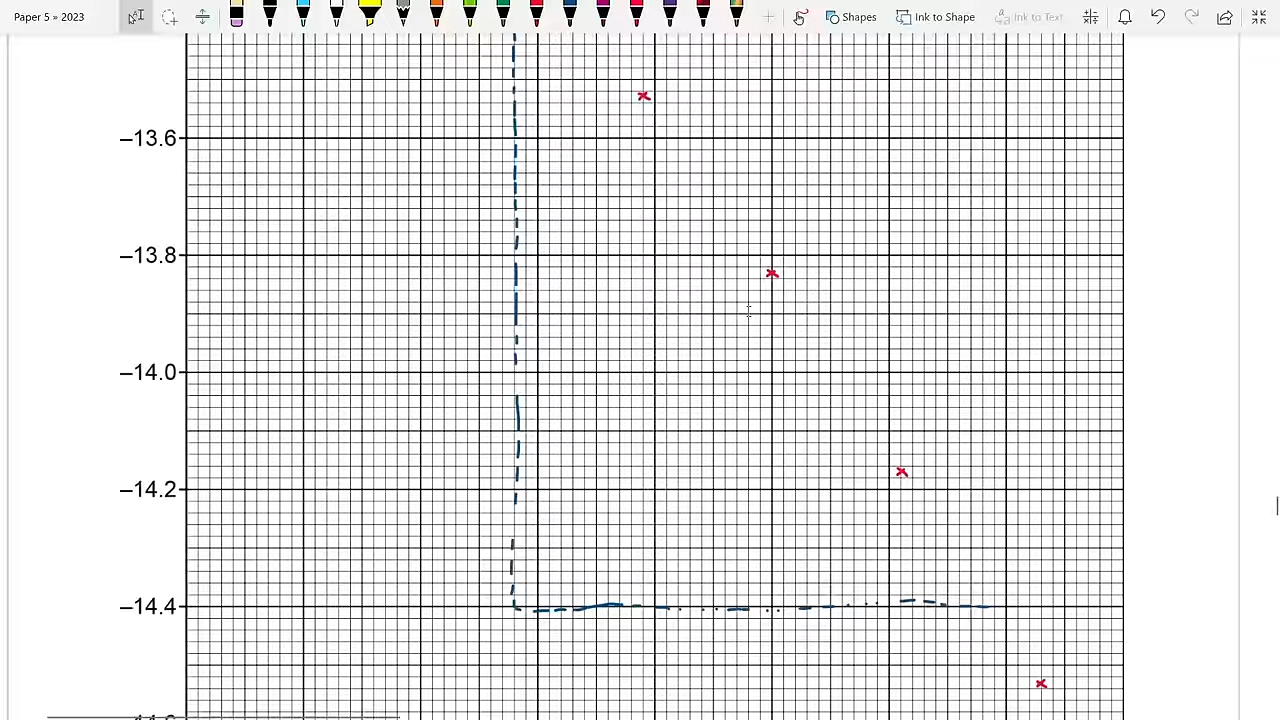 Paper 5 » 2023
Shapes
Ink to Shape
Ink to Text
–13.6
–13.8
–14.0
–14.2
–14.4